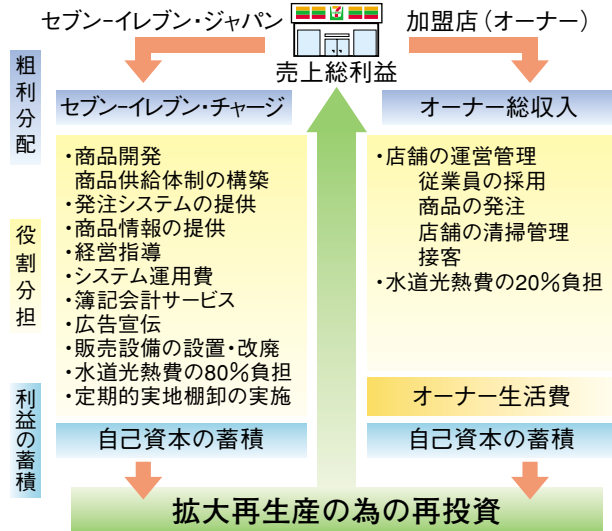 セブン-イレブン・ジャパン
加盟店（オーナー）
売上総利益
粗利分配
セブン-イレブン・チャージ
オーナー総収入
役割分担
・商品開発
商品供給体制の構築
・発注システムの提供
・商品情報の提供
・経営指導
・システム運用費
・簿記会計サービス
・広告宣伝
・販売設備の設置・改廃
・水道光熱費の80％負担
・定期的実地棚卸の実施
・店舗の運営管理
従業員の採用
商品の発注
店舗の清掃管理
接客
・水道光熱費の20％負担
オーナー生活費
利益の蓄積
自己資本の蓄積
自己資本の蓄積
拡大再生産の為の再投資